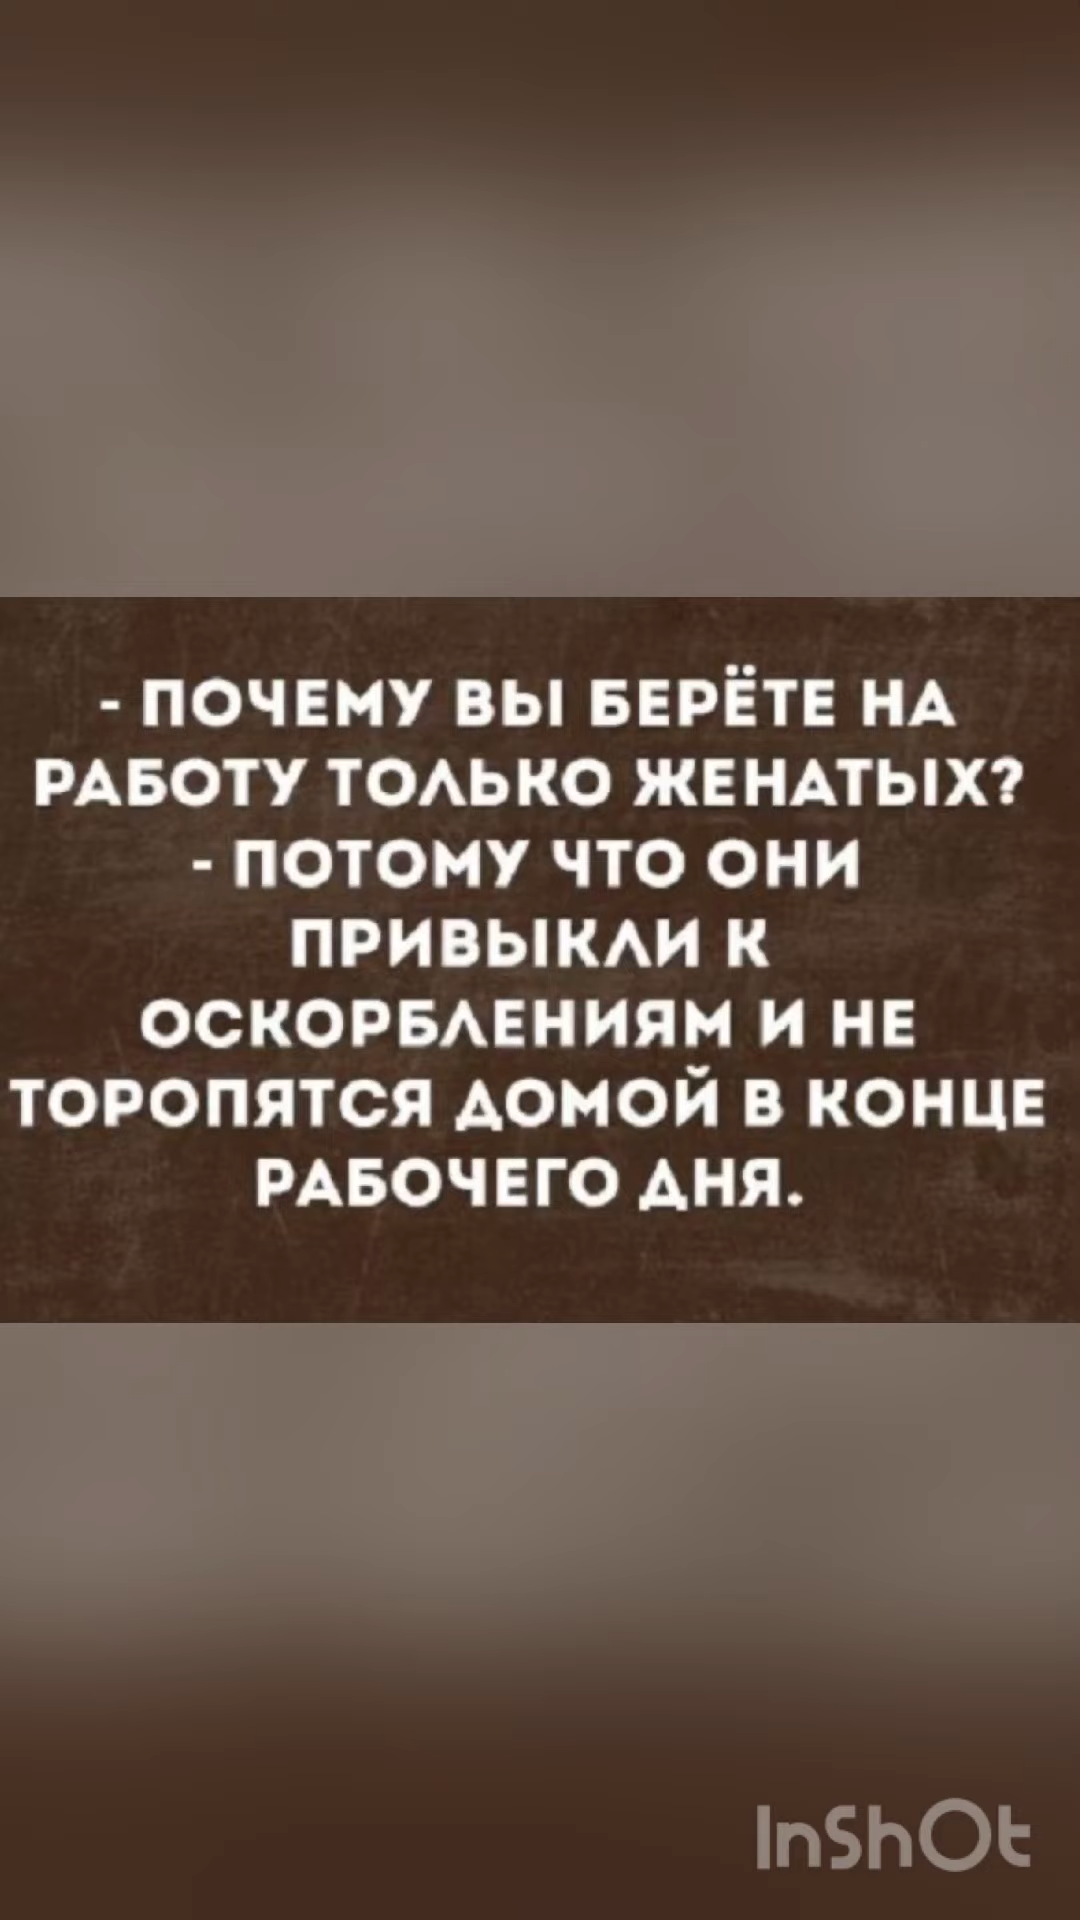 - ПОЧЕМУ ВЫ БЕРЁТЕ НА
РАБОТУ ТОЛЬКО ЖЕНАТЫХ?
- ПОТОМУ ЧТО ОНИ
ПРИВЫКЛИ К
ОСКОРБЛЕНИЯМ И НЕ
ТОРОПЯТСЯ ДОМОЙ В КОНЦЕ
РАБОЧЕГО ДНЯ.
InShOt